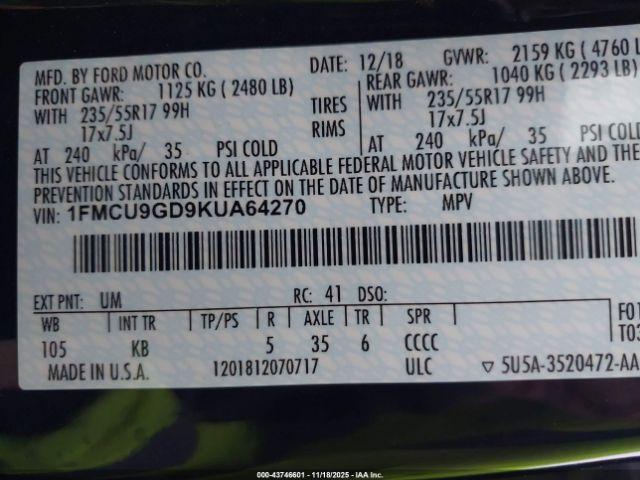 MFD. BY FORD MOTOR CO. DATE: 12/18 GVWR: 2159 KG (4760 L
FRONT GAWR: 1125 KG (2480 LB) REAR GAWR: 1040 KG (2293 LB)
WITH 235/55R17 99H TIRES WITH 235/55R17 99H
17x7.5J RIMS 17x7.5J
AT 240 kPa/ 35 PSI COLD AT 240 kPa/ 35 PSI COLD
THIS VEHICLE CONFORMS TO ALL APPLICABLE FEDERAL MOTOR VEHICLE SAFETY AND THE
PREVENTION STANDARDS IN EFFECT ON THE DATE OF MANUFACTURE SHOWN ABOVE.
VIN: 1FMCU9GD9KUA64270 TYPE: MPV
EXT PNT: UM RC: 41 DSO:
WB INT TR TP/PS R AXLE TR SPR F01
105 KB 5 35 6 CCCC T03
MADE IN U.S.A. 1201812070717 ULC ▽ 5U5A-3520472-AA
000-43746601 - 11/18/2025 - IAA Inc.